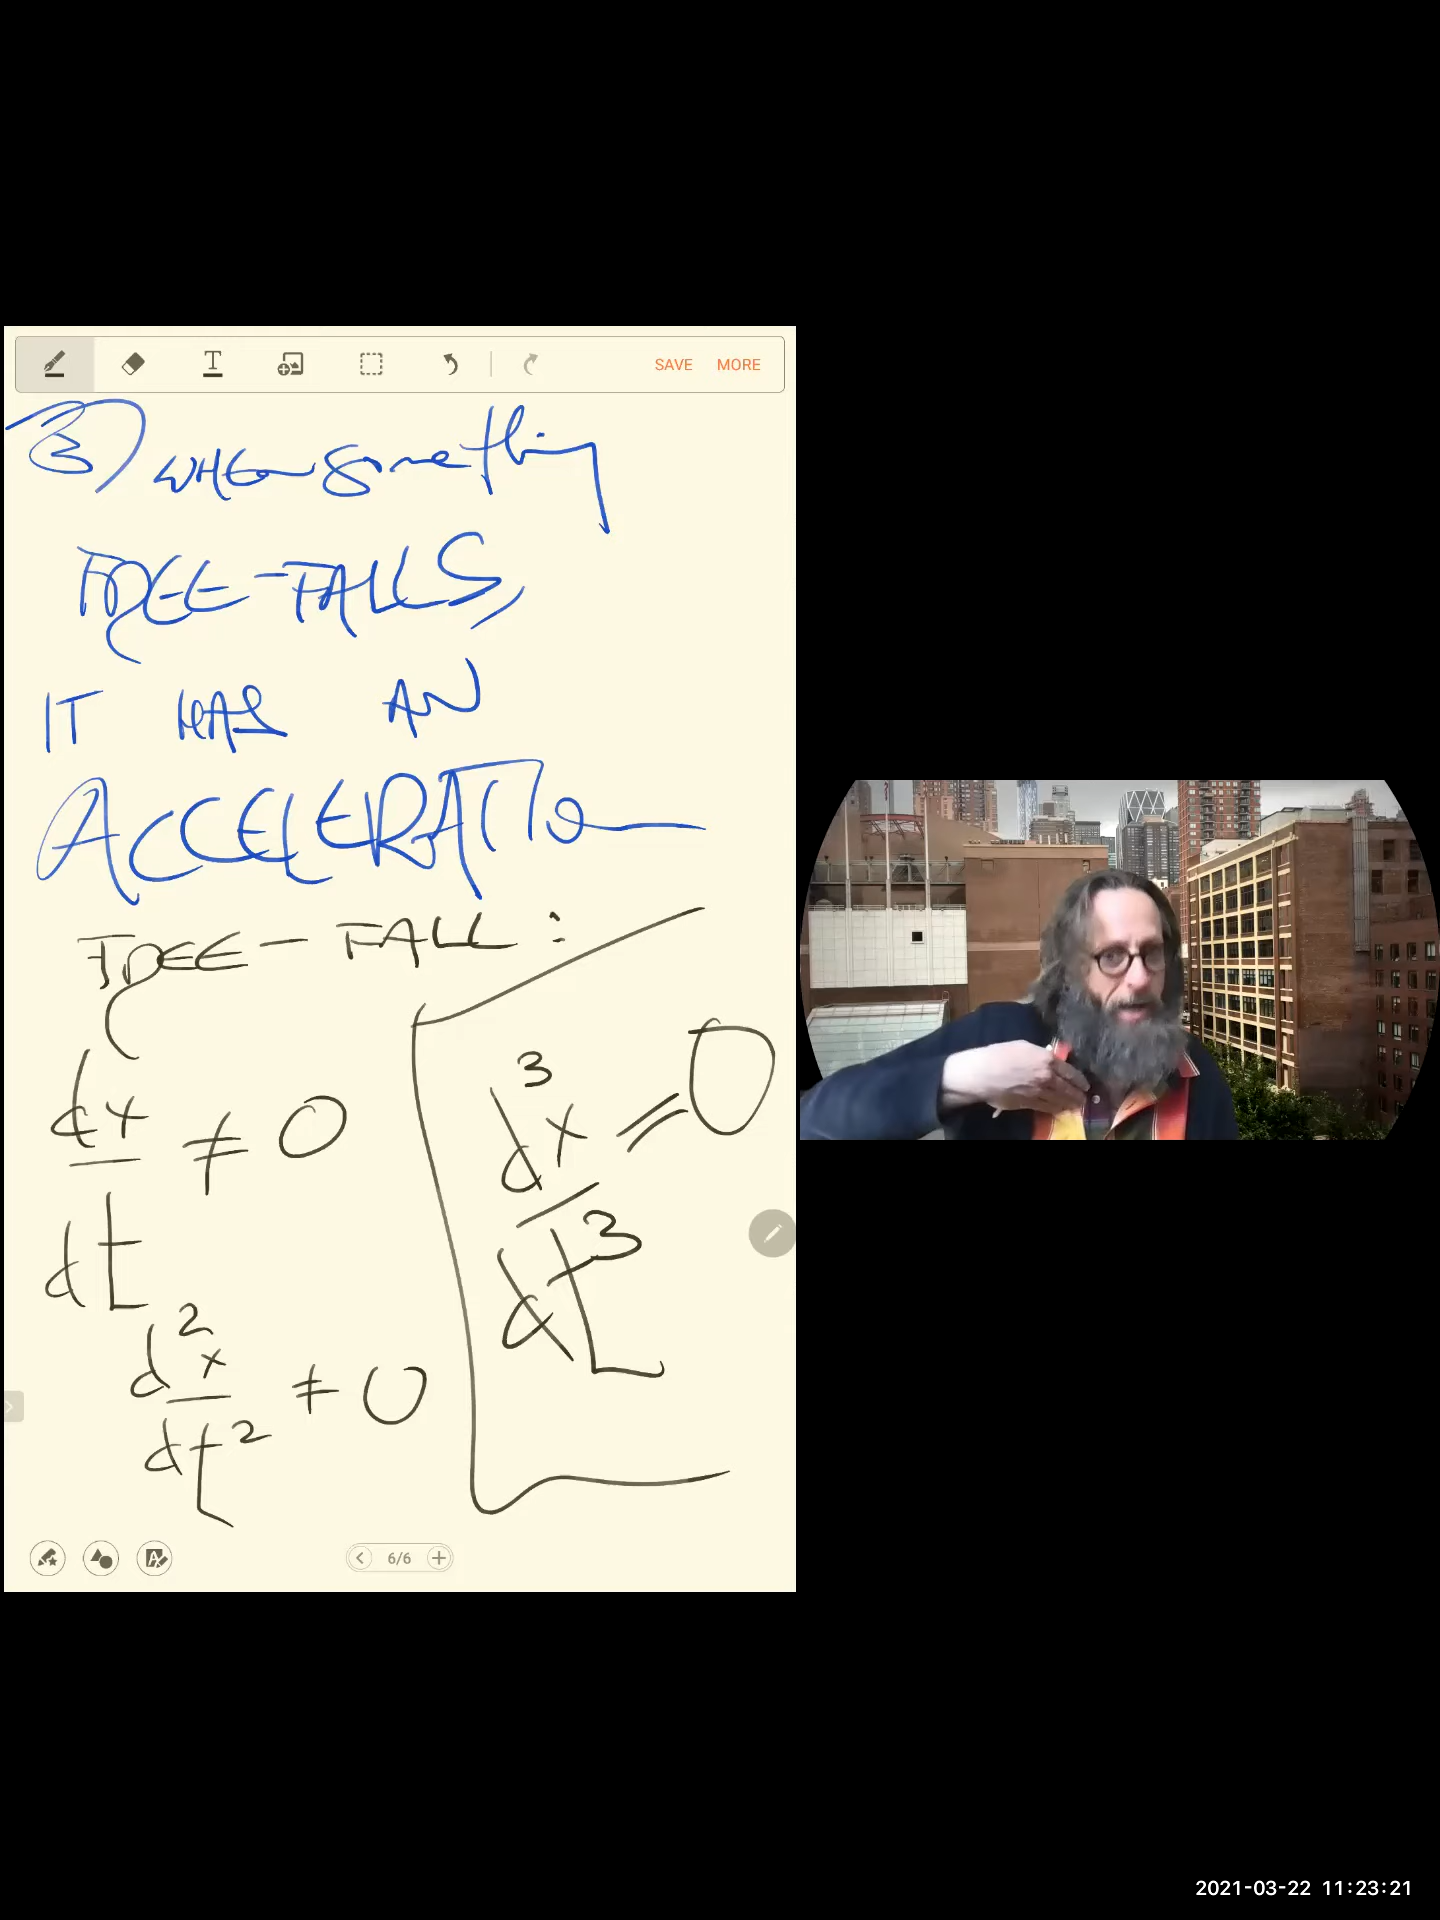 SAVE MORE
3) WHEN something
FREE-FALLS,
IT HAS AN
ACCELERATION
FREE-FALL:
dx/dt ≠ 0
d²x/dt² ≠ 0
d³x/dt³ = 0
6/6
2021-03-22 11:23:21